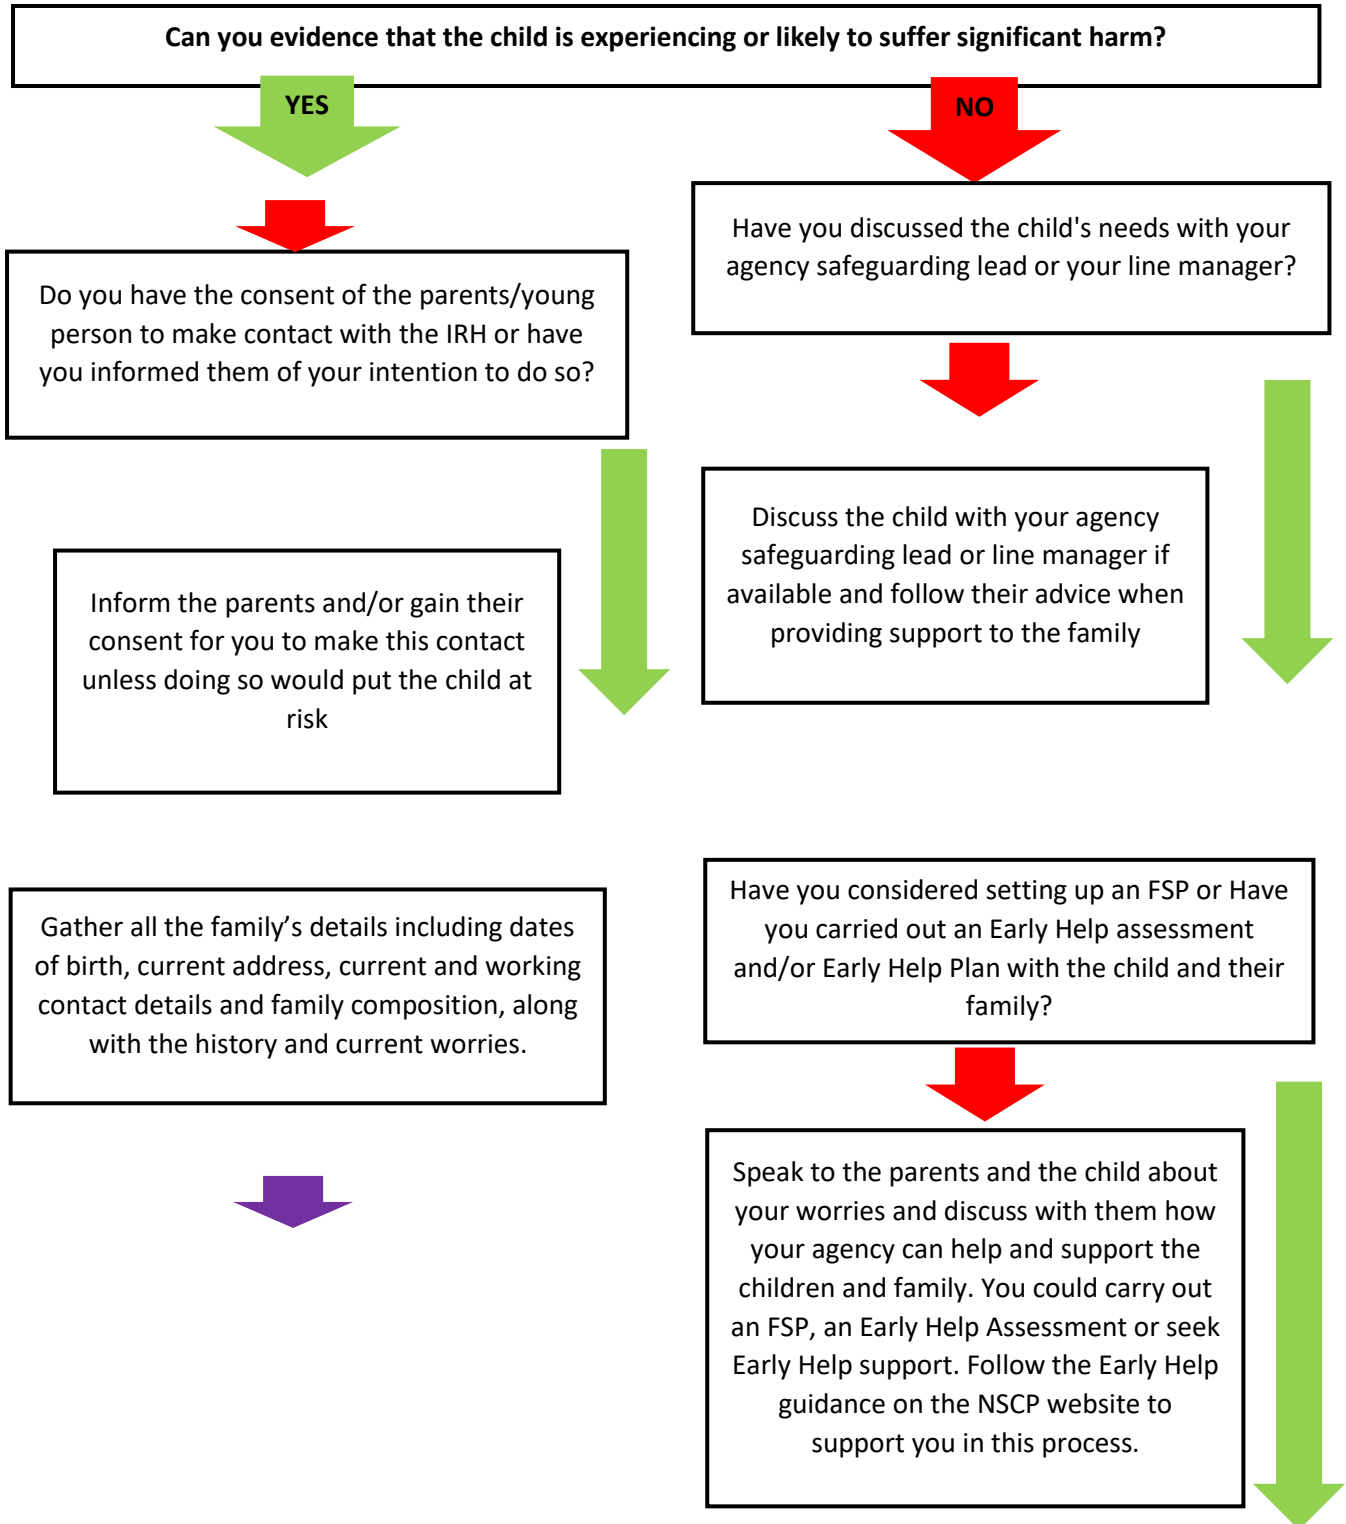 Can you evidence that the child is experiencing or likely to suffer significant harm?
YES
NO
Do you have the consent of the parents/young
person to make contact with the IRH or have
you informed them of your intention to do so?
Have you discussed the child's needs with your
agency safeguarding lead or your line manager?
Inform the parents and/or gain their
consent for you to make this contact
unless doing so would put the child at
risk
Discuss the child with your agency
safeguarding lead or line manager if
available and follow their advice when
providing support to the family
Gather all the family’s details including dates
of birth, current address, current and working
contact details and family composition, along
with the history and current worries.
Have you considered setting up an FSP or Have
you carried out an Early Help assessment
and/or Early Help Plan with the child and their
family?
Speak to the parents and the child about
your worries and discuss with them how
your agency can help and support the
children and family. You could carry out
an FSP, an Early Help Assessment or seek
Early Help support. Follow the Early Help
guidance on the NSCP website to
support you in this process.